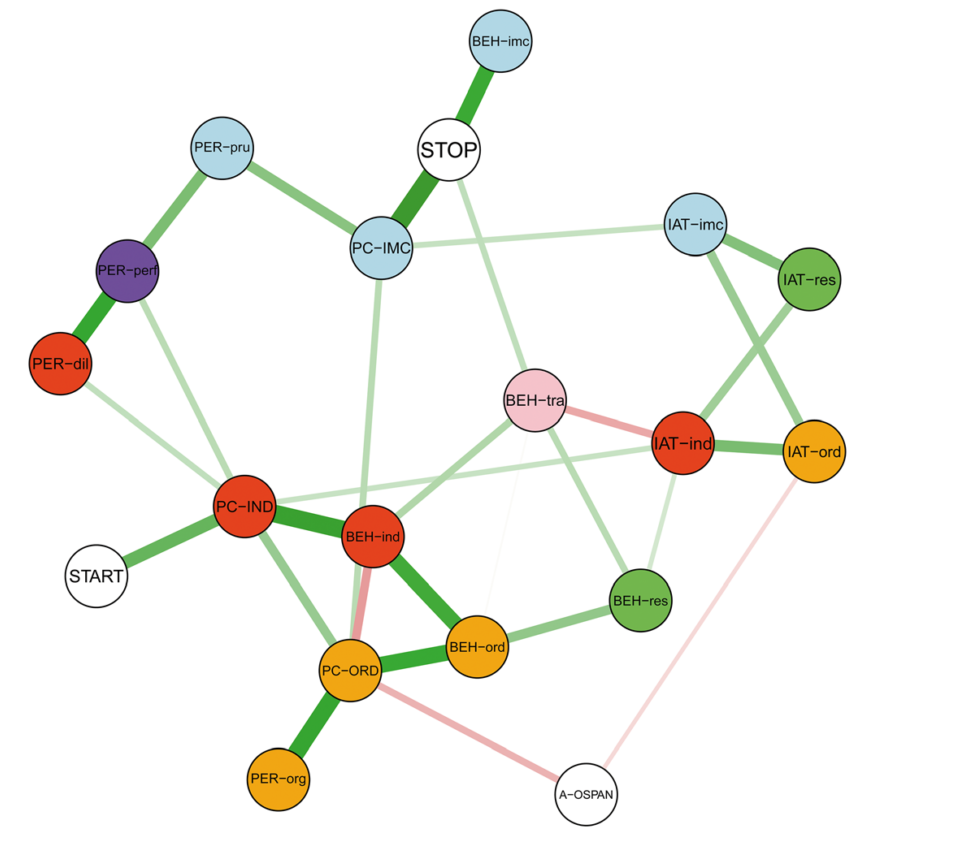 BEH−imc
PER−pru
STOP
IAT−imc
PC−IMC
PER−perf
IAT−res
PER−dil
BEH−tra
IAT−ind
IAT−ord
PC−IND
BEH−ind
START
BEH−res
BEH−ord
PC−ORD
PER−org
A−OSPAN